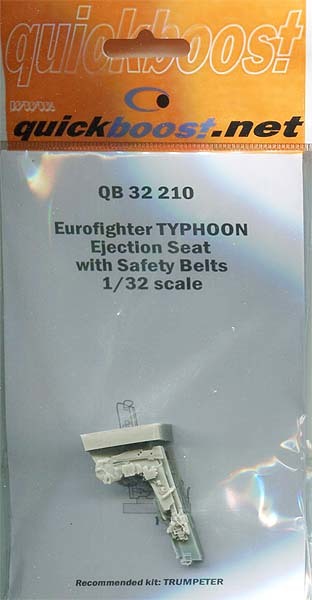 quickboost
www.
quickboost.net
QB 32 210
Eurofighter TYPHOON
Ejection Seat
with Safety Belts
1/32 scale
Recommended kit: TRUMPETER